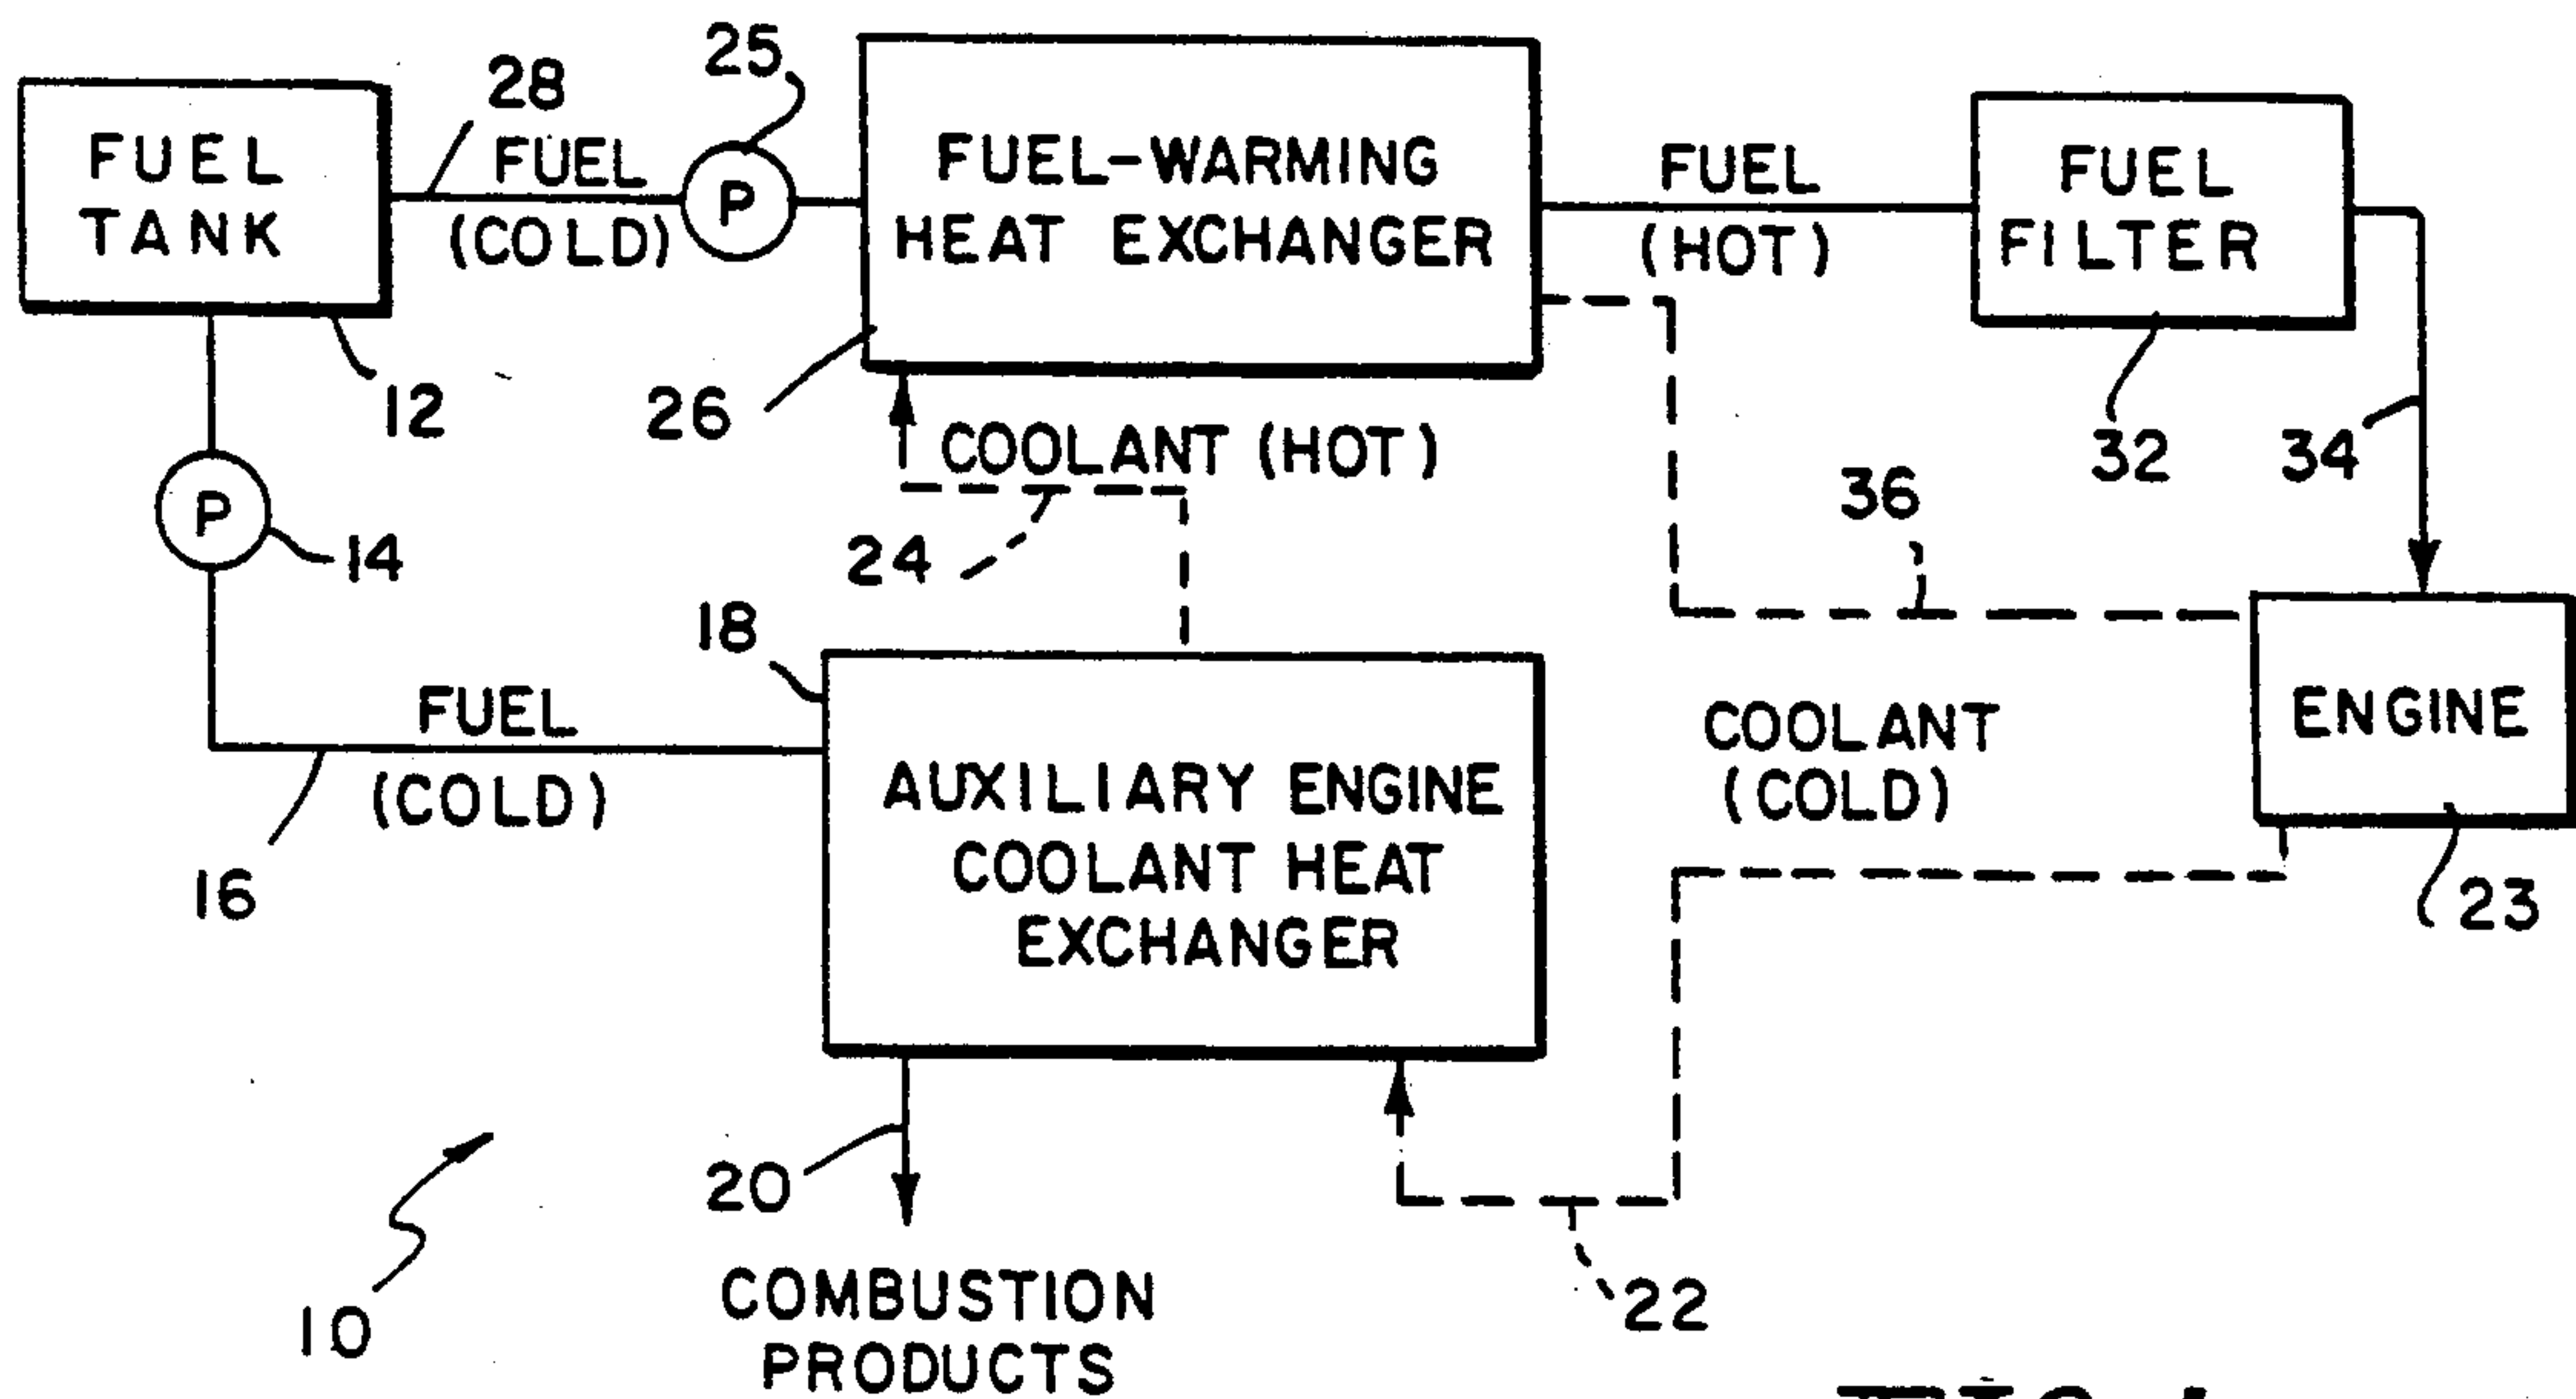 25
28
FUEL
TANK
FUEL
(COLD)
P
FUEL-WARMING
HEAT EXCHANGER
FUEL
(HOT)
FUEL
FILTER
12
26
COOLANT (HOT)
32
34
36
P
14
24
18
FUEL
(COLD)
16
AUXILIARY ENGINE
COOLANT HEAT
EXCHANGER
COOLANT
(COLD)
ENGINE
23
20
22
10
COMBUSTION
PRODUCTS